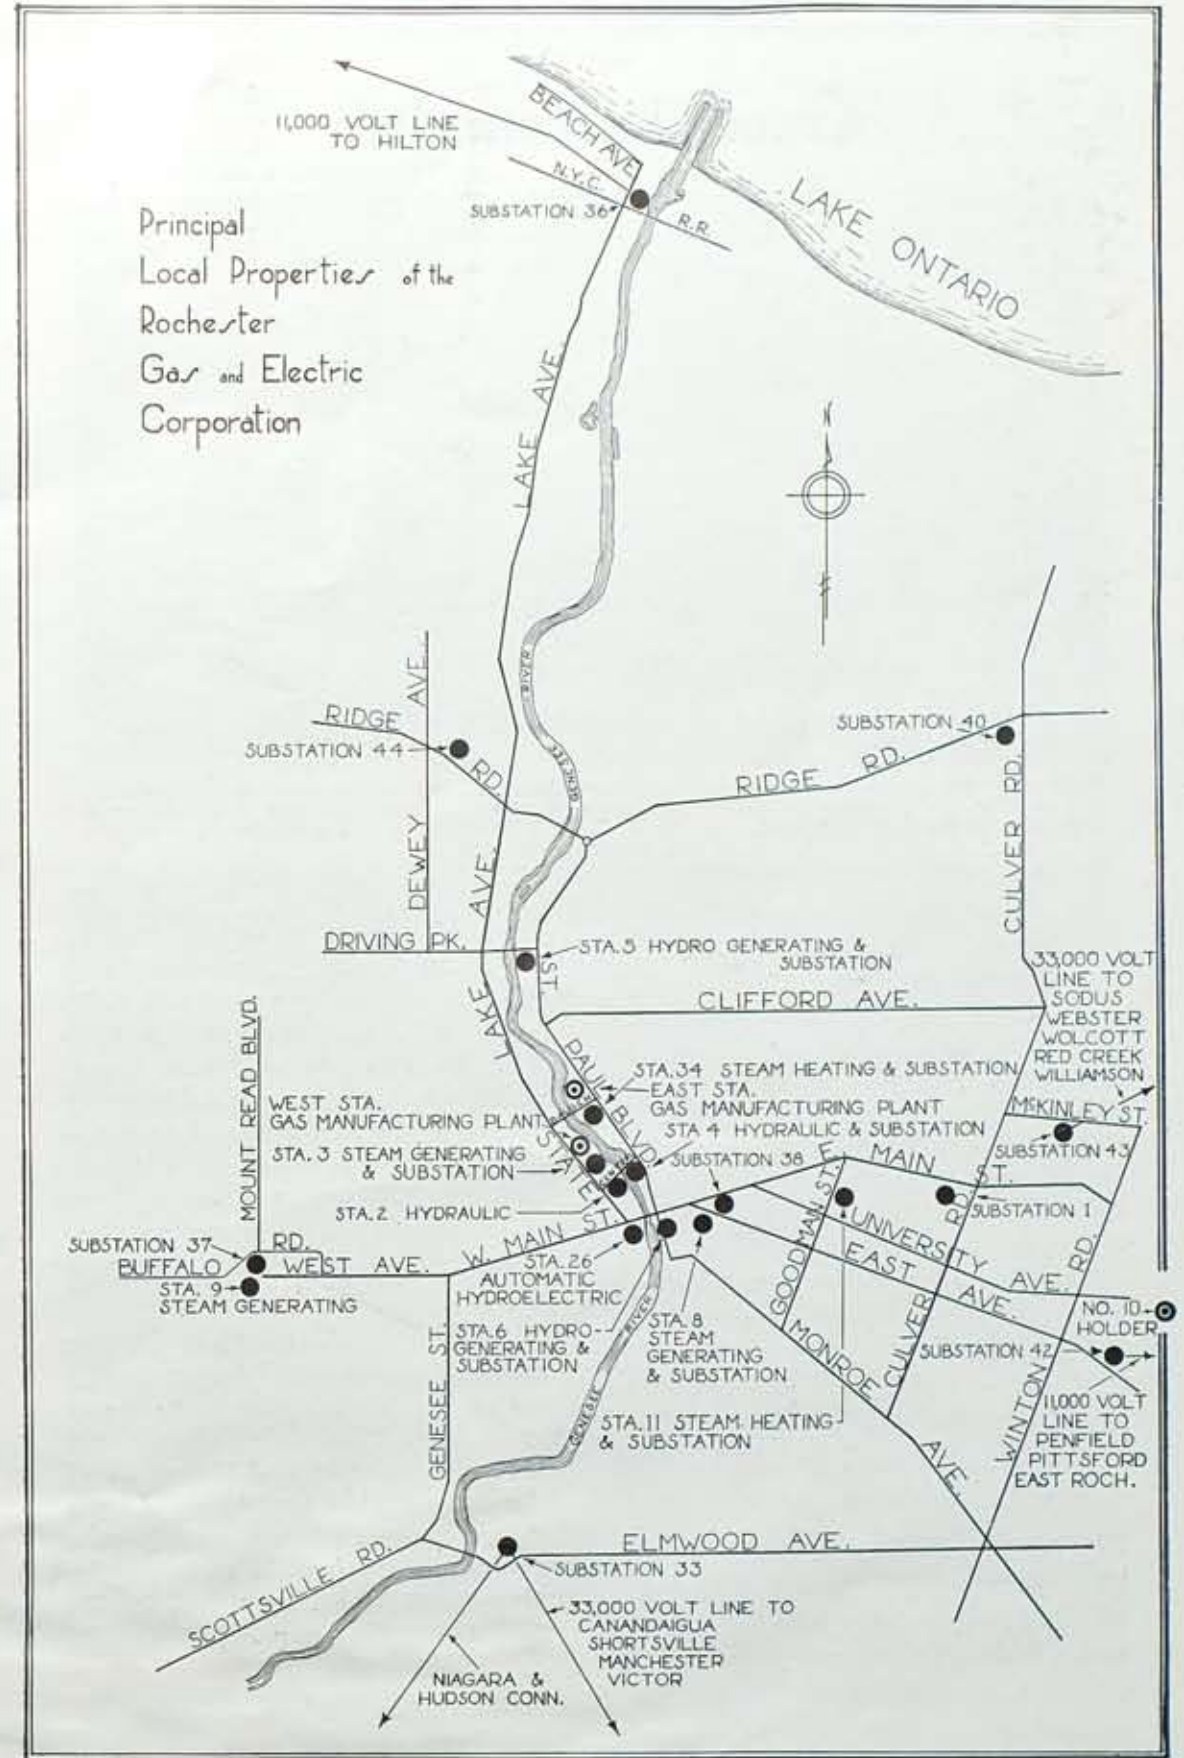 11,000 VOLT LINE
TO HILTON
BEACH AVE
N.Y.C.
R.R.
SUBSTATION 36
LAKE ONTARIO
Principal
Local Properties of the
Rochester
Gas and Electric
Corporation
LAKE AVE.
N
RIVER
GENESEE
DEWEY AVE.
RIDGE RD.
SUBSTATION 44
SUBSTATION 40
RIDGE RD.
CULVER RD.
LAKE AVE.
DRIVING PK.
STA. 5 HYDRO GENERATING &
SUBSTATION
ST.
CLIFFORD AVE.
33,000 VOLT
LINE TO
SODUS
WEBSTER
WOLCOTT
RED CREEK
WILLIAMSON
McKINLEY ST.
SUBSTATION 43
MOUNT READ BLVD.
PAUL BLVD.
STA. 34 STEAM HEATING & SUBSTATION
EAST STA.
GAS MANUFACTURING PLANT
WEST STA.
GAS MANUFACTURING PLANT
STA 4 HYDRAULIC & SUBSTATION
STATE
STA. 3 STEAM GENERATING
& SUBSTATION
SUBSTATION 38
E. MAIN ST.
STA. 2 HYDRAULIC
SUBSTATION 1
W. MAIN ST.
GOODMAN ST.
UNIVERSITY AVE.
EAST AVE.
CULVER RD.
WINTON RD.
SUBSTATION 37
BUFFALO RD.
WEST AVE.
STA. 9
STEAM GENERATING
STA. 26
AUTOMATIC
HYDROELECTRIC
NO. 10
HOLDER
STA. 6 HYDRO
GENERATING &
SUBSTATION
STA. 8
STEAM
GENERATING
& SUBSTATION
GENESEE RIVER
MONROE AVE.
SUBSTATION 42
11,000 VOLT
LINE TO
PENFIELD
PITTSFORD
EAST ROCH.
STA. 11 STEAM HEATING
& SUBSTATION
GENESEE ST.
ELMWOOD AVE.
SUBSTATION 33
SCOTTSVILLE RD.
33,000 VOLT LINE TO
CANANDAIGUA
SHORTSVILLE
MANCHESTER
VICTOR
NIAGARA &
HUDSON CONN.